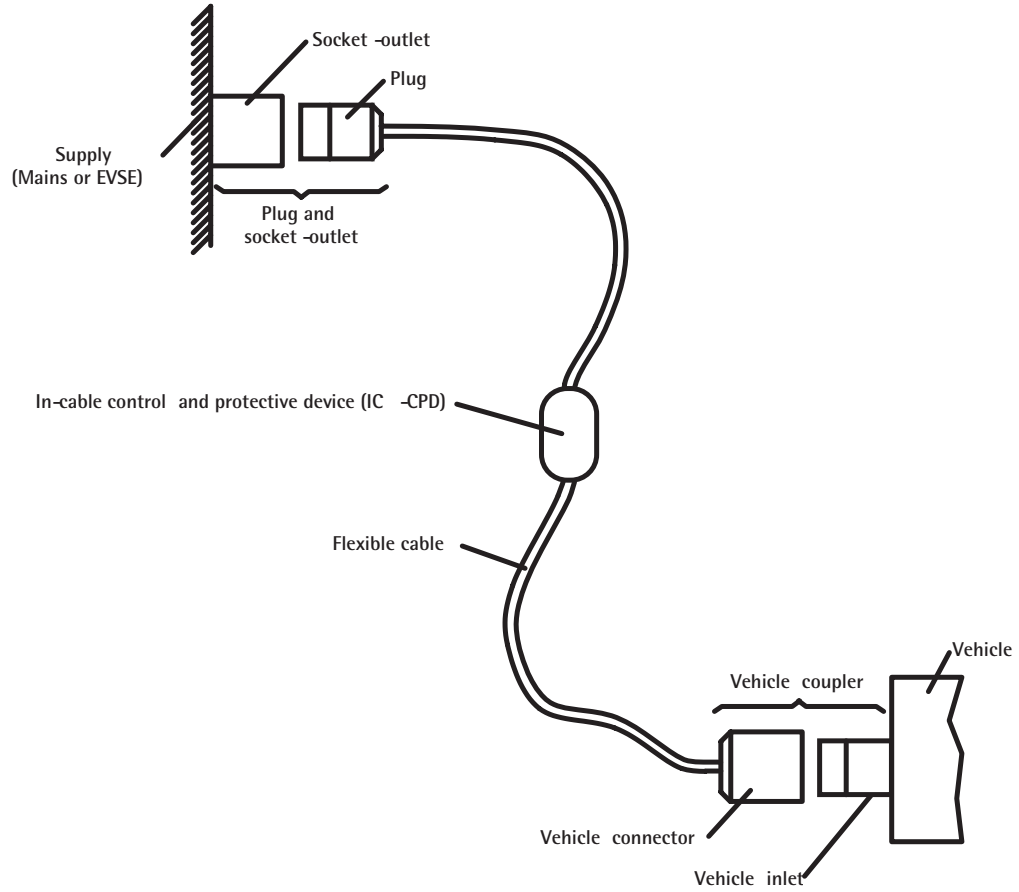 Socket -outlet
Plug
Supply
(Mains or EVSE)
Plug and
socket -outlet
In-cable control and protective device (IC -CPD)
Flexible cable
Vehicle
Vehicle coupler
Vehicle connector
Vehicle inlet